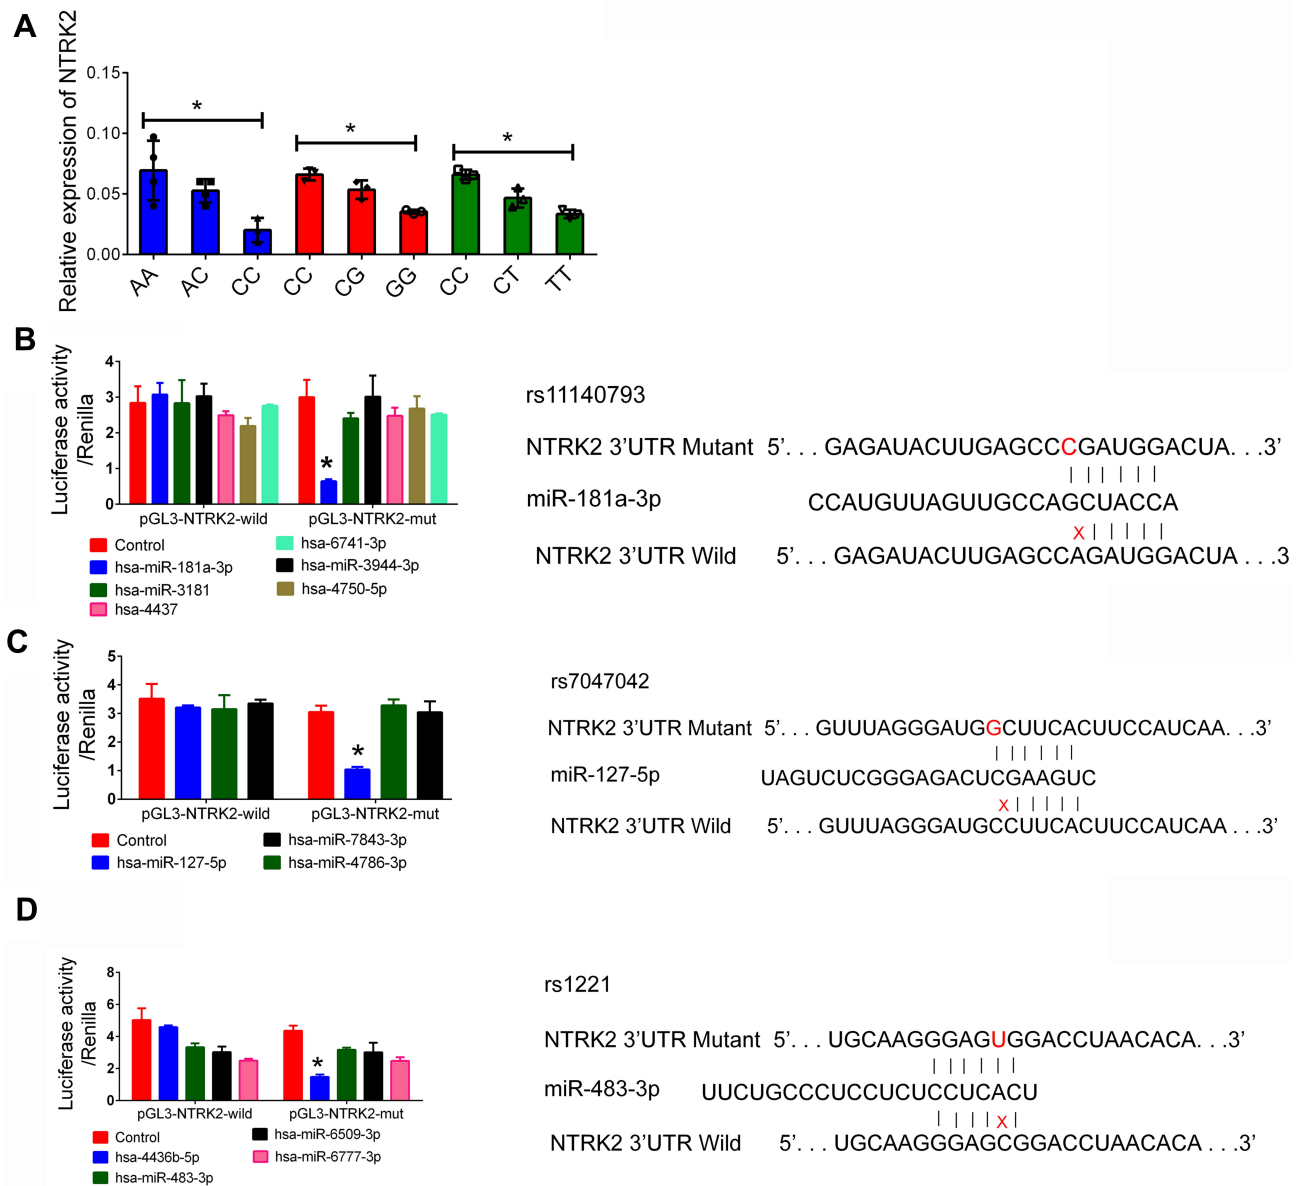 A
Relative expression of NTRK2
0.15
0.10
0.05
0.00
* * *
AA AC CC CC CG GG CC CT TT
B
Luciferase activity
/Renilla
4
3
2
1
0
*
pGL3-NTRK2-wild pGL3-NTRK2-mut
Control
hsa-miR-181a-3p
hsa-miR-3181
hsa-4437
hsa-6741-3p
hsa-miR-3944-3p
hsa-4750-5p
rs11140793
NTRK2 3’UTR Mutant 5’. . . GAGAUACUUGAGCCCGAUGGACUA. . .3’
miR-181a-3p CCAUGUUAGUUGCCAGCUACCA
X
NTRK2 3’UTR Wild 5’. . . GAGAUACUUGAGCCAGAUGGACUA . . .3
C
Luciferase activity
/Renilla
5
4
3
2
1
0
*
pGL3-NTRK2-wild pGL3-NTRK2-mut
Control
hsa-miR-127-5p
hsa-miR-7843-3p
hsa-miR-4786-3p
rs7047042
NTRK2 3’UTR Mutant 5’. . . GUUUAGGGAUGGCUUCACUUCCAUCAA. . .3’
miR-127-5p UAGUCUCGGGAGACUCGAAGUC
X
NTRK2 3’UTR Wild 5’. . . GUUUAGGGAUGCCUUCACUUCCAUCAA . . .3’
D
Luciferase activity
/Renilla
8
6
4
2
0
*
pGL3-NTRK2-wild pGL3-NTRK2-mut
Control
hsa-4436b-5p
hsa-miR-483-3p
hsa-miR-6509-3p
hsa-miR-6777-3p
rs1221
NTRK2 3’UTR Mutant 5’. . . UGCAAGGGAGUGGACCUAACACA. . .3’
miR-483-3p UUCUGCCCUCCUCUCCUCACU
X
NTRK2 3’UTR Wild 5’. . . UGCAAGGGAGCGGACCUAACACA . . .3’